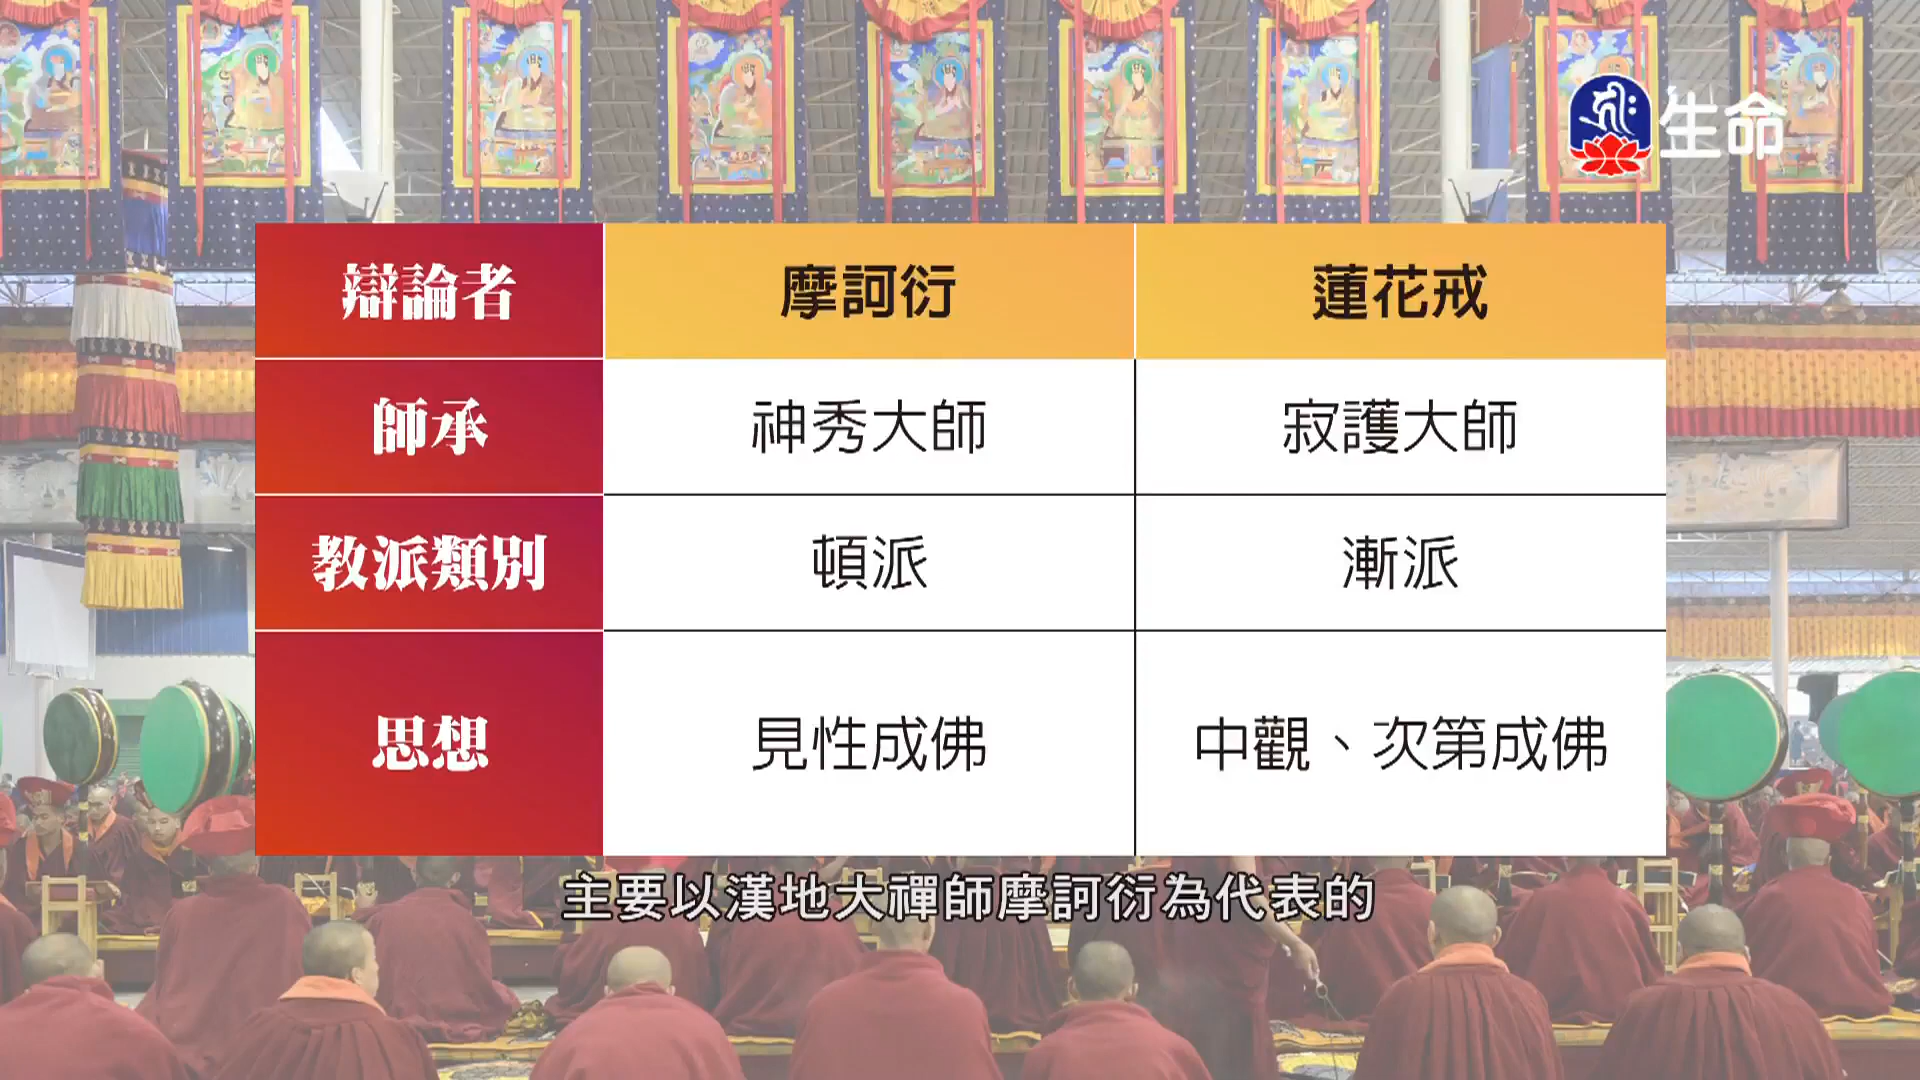 生命
辯論者 摩訶衍 蓮花戒
師承 神秀大師 寂護大師
教派類別 頓派 漸派
思想 見性成佛 中觀、次第成佛
主要以漢地大禪師摩訶衍為代表的